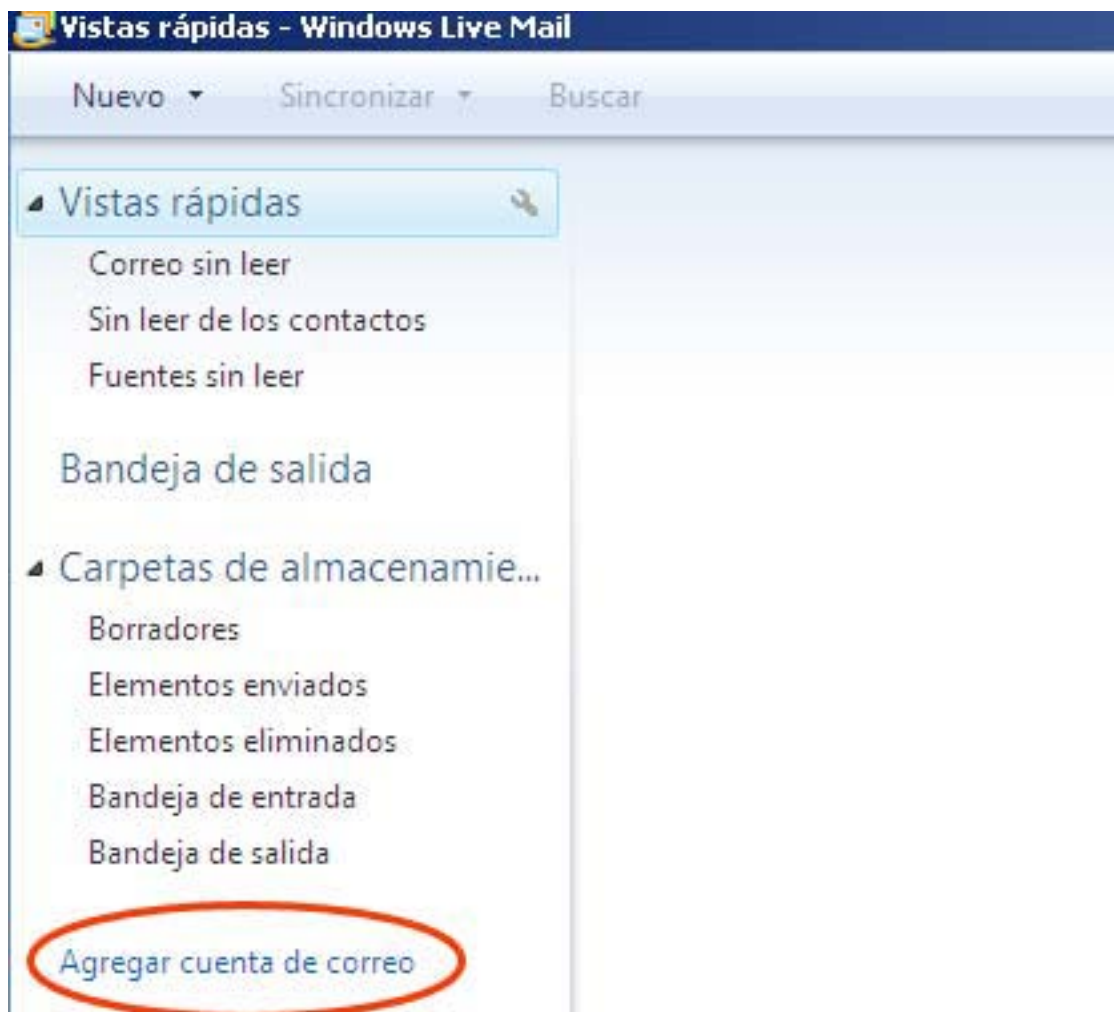 Vistas rápidas - Windows Live Mail
Nuevo Sincronizar Buscar
Vistas rápidas
Correo sin leer
Sin leer de los contactos
Fuentes sin leer
Bandeja de salida
Carpetas de almacenamie...
Borradores
Elementos enviados
Elementos eliminados
Bandeja de entrada
Bandeja de salida
Agregar cuenta de correo